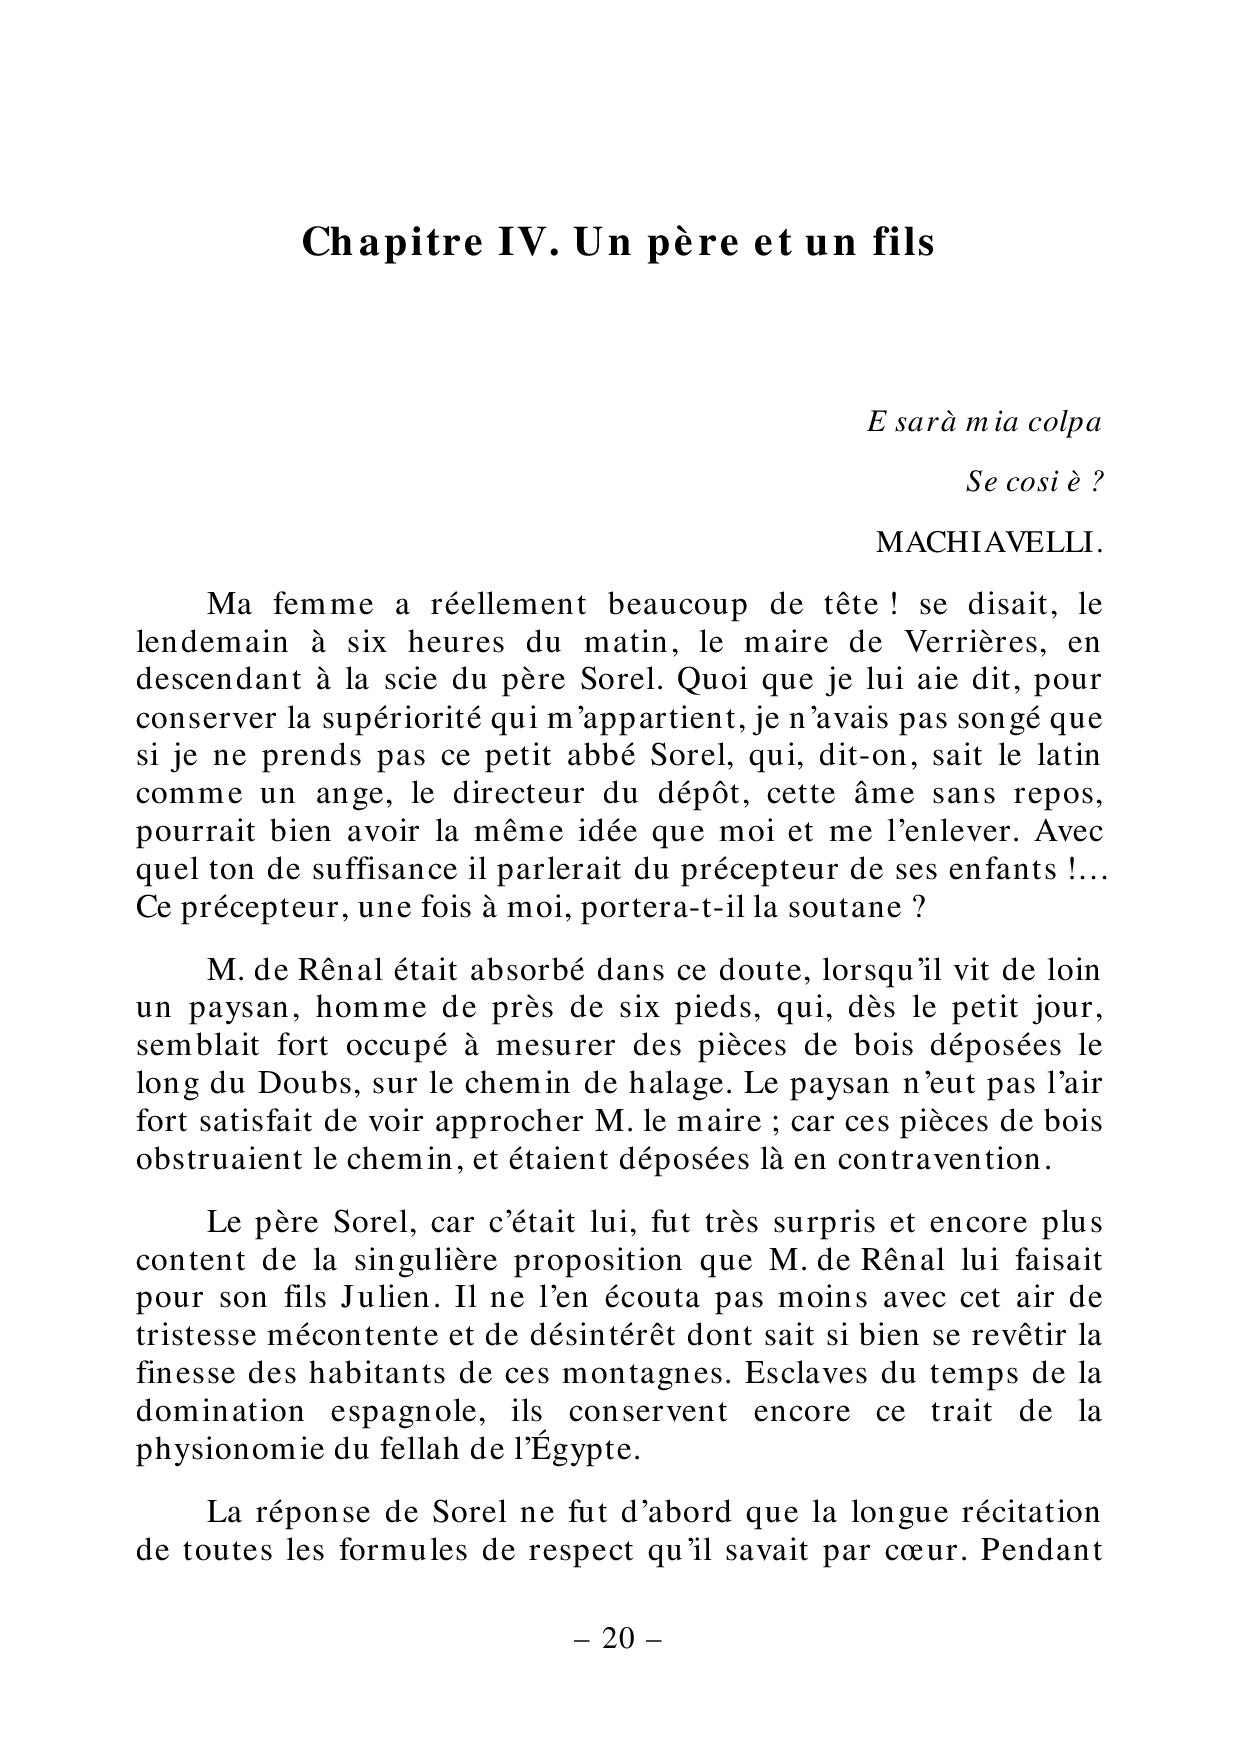 Chapitre IV. Un père et un fils
E sarà mia colpa
Se cosi è ?
MACHIAVELLI.
Ma femme a réellement beaucoup de tête ! se disait, le
lendemain à six heures du matin, le maire de Verrières, en
descendant à la scie du père Sorel. Quoi que je lui aie dit, pour
conserver la supériorité qui m’appartient, je n’avais pas songé que
si je ne prends pas ce petit abbé Sorel, qui, dit-on, sait le latin
comme un ange, le directeur du dépôt, cette âme sans repos,
pourrait bien avoir la même idée que moi et me l’enlever. Avec
quel ton de suffisance il parlerait du précepteur de ses enfants !…
Ce précepteur, une fois à moi, portera-t-il la soutane ?
M. de Rênal était absorbé dans ce doute, lorsqu’il vit de loin
un paysan, homme de près de six pieds, qui, dès le petit jour,
semblait fort occupé à mesurer des pièces de bois déposées le
long du Doubs, sur le chemin de halage. Le paysan n’eut pas l’air
fort satisfait de voir approcher M. le maire ; car ces pièces de bois
obstruaient le chemin, et étaient déposées là en contravention.
Le père Sorel, car c’était lui, fut très surpris et encore plus
content de la singulière proposition que M. de Rênal lui faisait
pour son fils Julien. Il ne l’en écouta pas moins avec cet air de
tristesse mécontente et de désintérêt dont sait si bien se revêtir la
finesse des habitants de ces montagnes. Esclaves du temps de la
domination espagnole, ils conservent encore ce trait de la
physionomie du fellah de l’Égypte.
La réponse de Sorel ne fut d’abord que la longue récitation
de toutes les formules de respect qu’il savait par cœur. Pendant
– 20 –